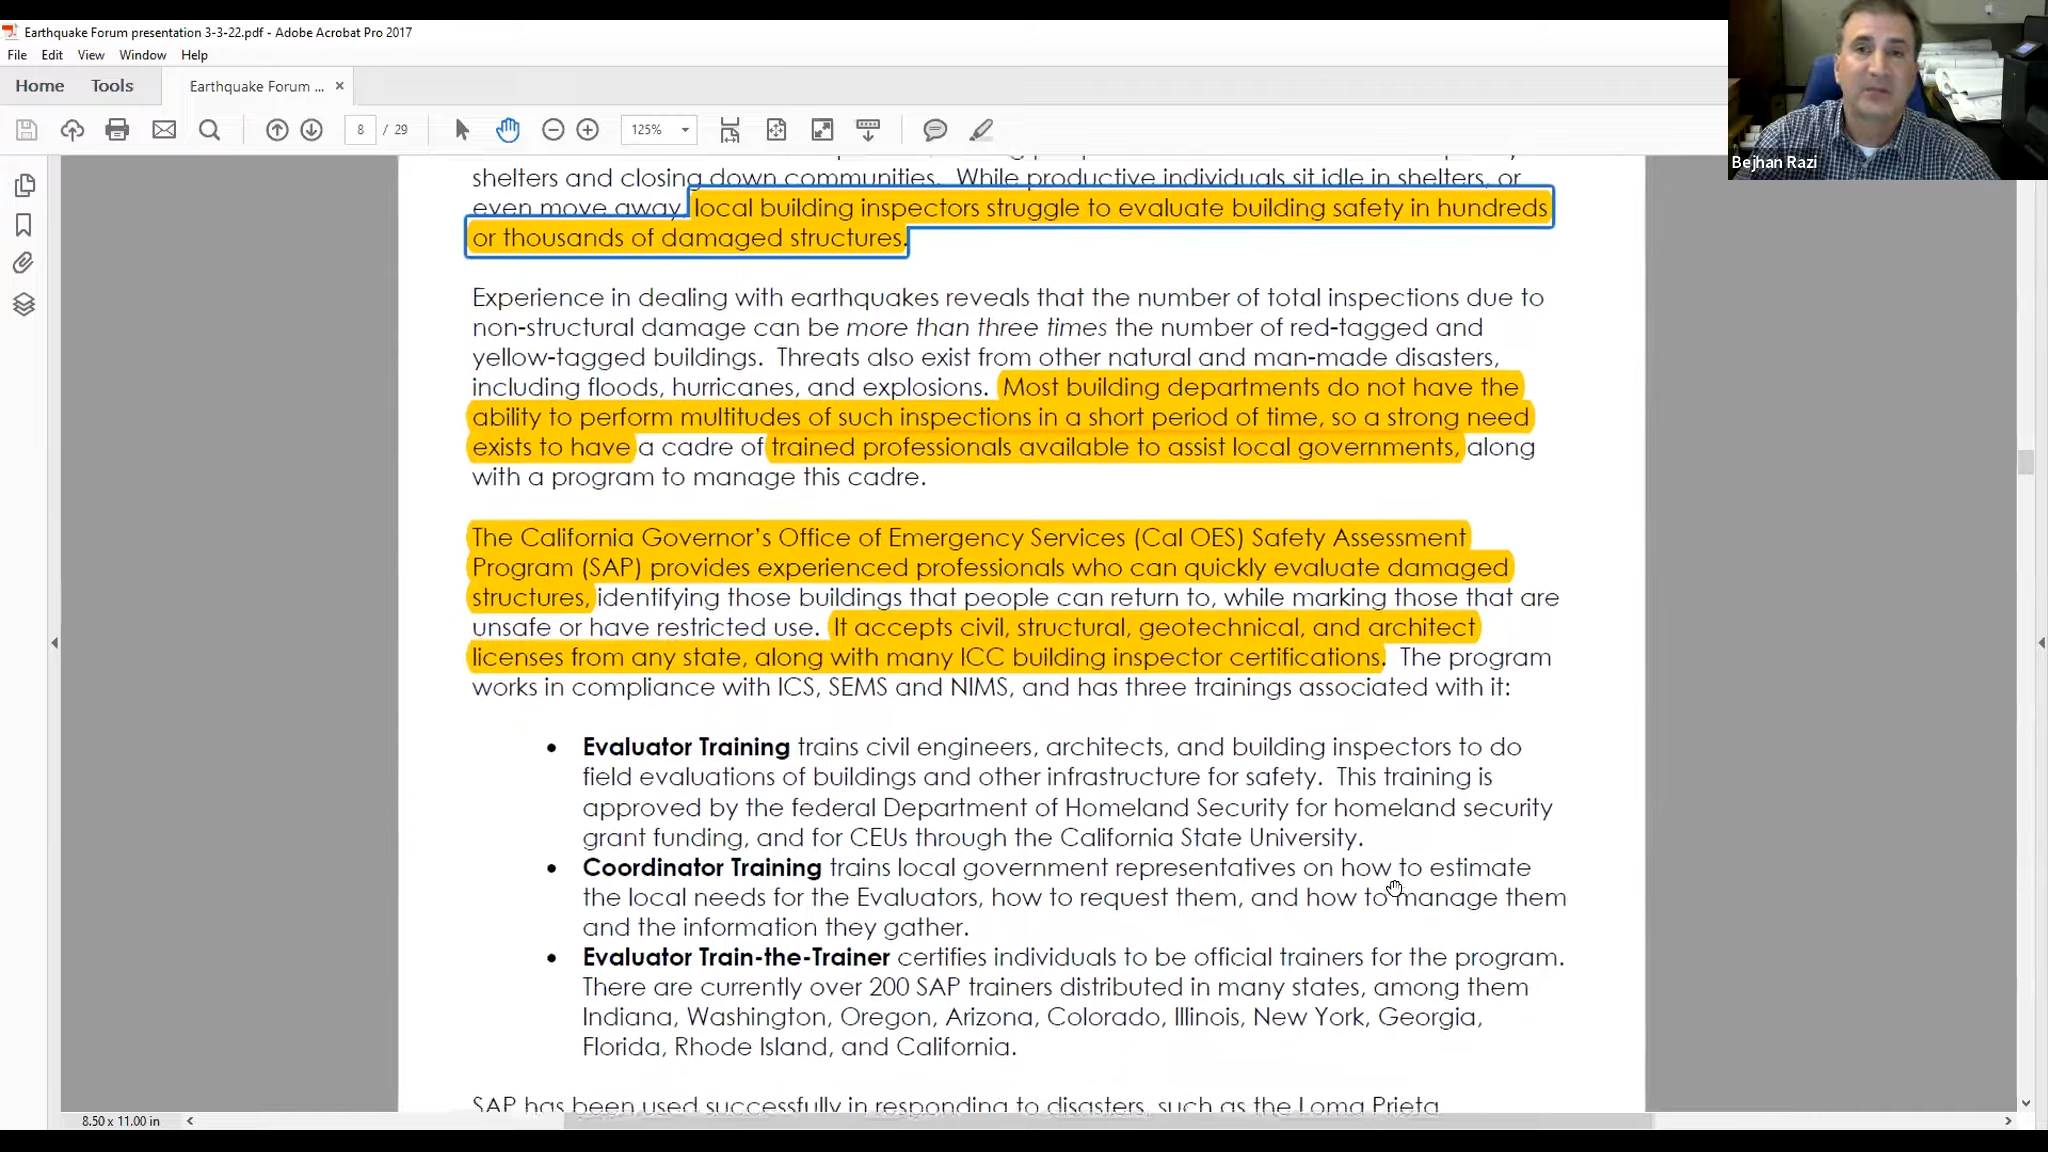 Earthquake Forum presentation 3-3-22.pdf - Adobe Acrobat Pro 2017
File Edit View Window Help
Home Tools Earthquake Forum ... ×
8 / 29 125%
Bejhan Razi
shelters and closing down communities. While productive individuals sit idle in shelters, or
even move away, local building inspectors struggle to evaluate building safety in hundreds
or thousands of damaged structures.
Experience in dealing with earthquakes reveals that the number of total inspections due to
non-structural damage can be more than three times the number of red-tagged and
yellow-tagged buildings. Threats also exist from other natural and man-made disasters,
including floods, hurricanes, and explosions. Most building departments do not have the
ability to perform multitudes of such inspections in a short period of time, so a strong need
exists to have a cadre of trained professionals available to assist local governments, along
with a program to manage this cadre.
The California Governor's Office of Emergency Services (Cal OES) Safety Assessment
Program (SAP) provides experienced professionals who can quickly evaluate damaged
structures, identifying those buildings that people can return to, while marking those that are
unsafe or have restricted use. It accepts civil, structural, geotechnical, and architect
licenses from any state, along with many ICC building inspector certifications. The program
works in compliance with ICS, SEMS and NIMS, and has three trainings associated with it:
• Evaluator Training trains civil engineers, architects, and building inspectors to do
field evaluations of buildings and other infrastructure for safety. This training is
approved by the federal Department of Homeland Security for homeland security
grant funding, and for CEUs through the California State University.
• Coordinator Training trains local government representatives on how to estimate
the local needs for the Evaluators, how to request them, and how to manage them
and the information they gather.
• Evaluator Train-the-Trainer certifies individuals to be official trainers for the program.
There are currently over 200 SAP trainers distributed in many states, among them
Indiana, Washington, Oregon, Arizona, Colorado, Illinois, New York, Georgia,
Florida, Rhode Island, and California.
SAP has been used successfully in responding to disasters, such as the Loma Prieta
8.50 x 11.00 in